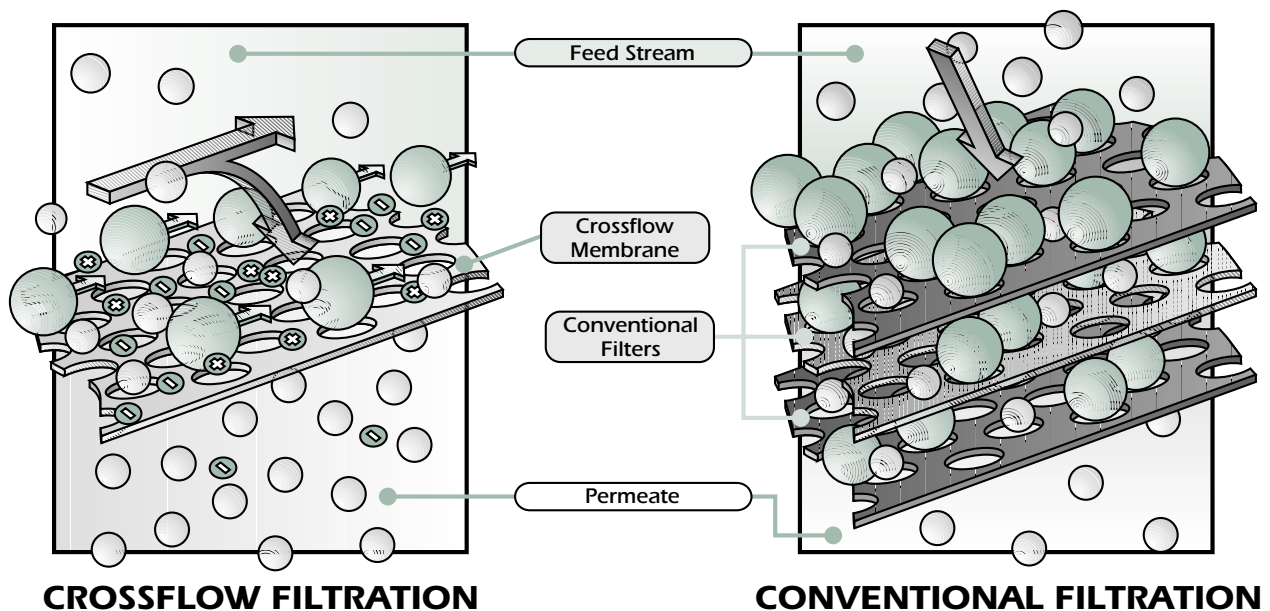 Feed Stream
Crossflow
Membrane
Conventional
Filters
Permeate
CROSSFLOW FILTRATION
CONVENTIONAL FILTRATION